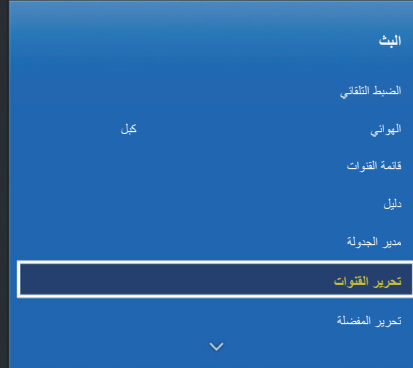 البث
الضبط التلقائي
الهوائي كبل
قائمة القنوات
دليل
مدير الجدولة
تحرير القنوات
تحرير المفضلة